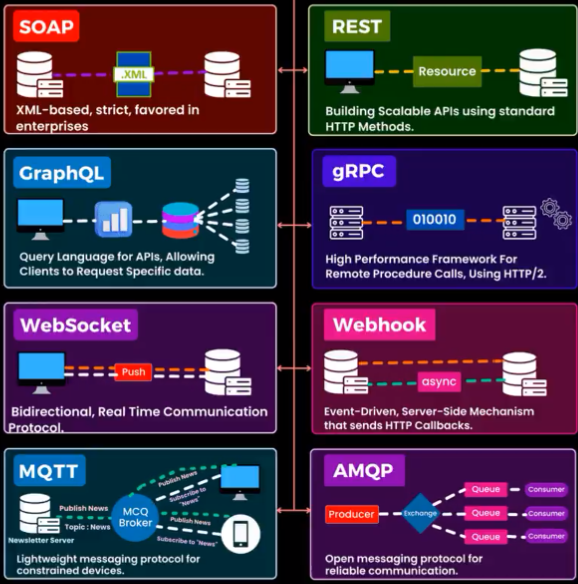 SOAP
.XML
XML-based, strict, favored in
enterprises
REST
Resource
Building Scalable APIs using standard
HTTP Methods.
GraphQL
Query Language for APIs, Allowing
Clients to Request Specific data.
gRPC
010010
High Performance Framework For
Remote Procedure Calls, Using HTTP/2.
WebSocket
Push
Bidirectional, Real Time Communication
Protocol.
Webhook
async
Event-Driven, Server-Side Mechanism
that sends HTTP Callbacks.
MQTT
Publish News
Subscribe to
"News"
Publish News
MCQ
Broker
Publish News
Topic : News
Subscribe to "News"
Newsletter Server
Lightweight messaging protocol for
constrained devices.
AMQP
Queue
Consumer
Producer
Exchange
Queue
Consumer
Queue
Consumer
Open messaging protocol for
reliable communication.